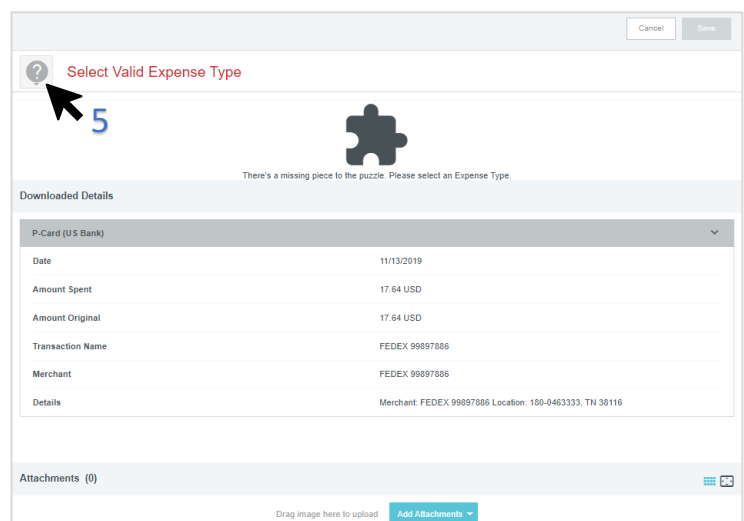 Cancel Save
? Select Valid Expense Type
5
There's a missing piece to the puzzle. Please select an Expense Type.
Downloaded Details
P-Card (US Bank)
Date 11/13/2019
Amount Spent 17.64 USD
Amount Original 17.64 USD
Transaction Name FEDEX 99897886
Merchant FEDEX 99897886
Details Merchant: FEDEX 99897886 Location: 180-0463333, TN 38116
Attachments (0)
Drag image here to upload Add Attachments